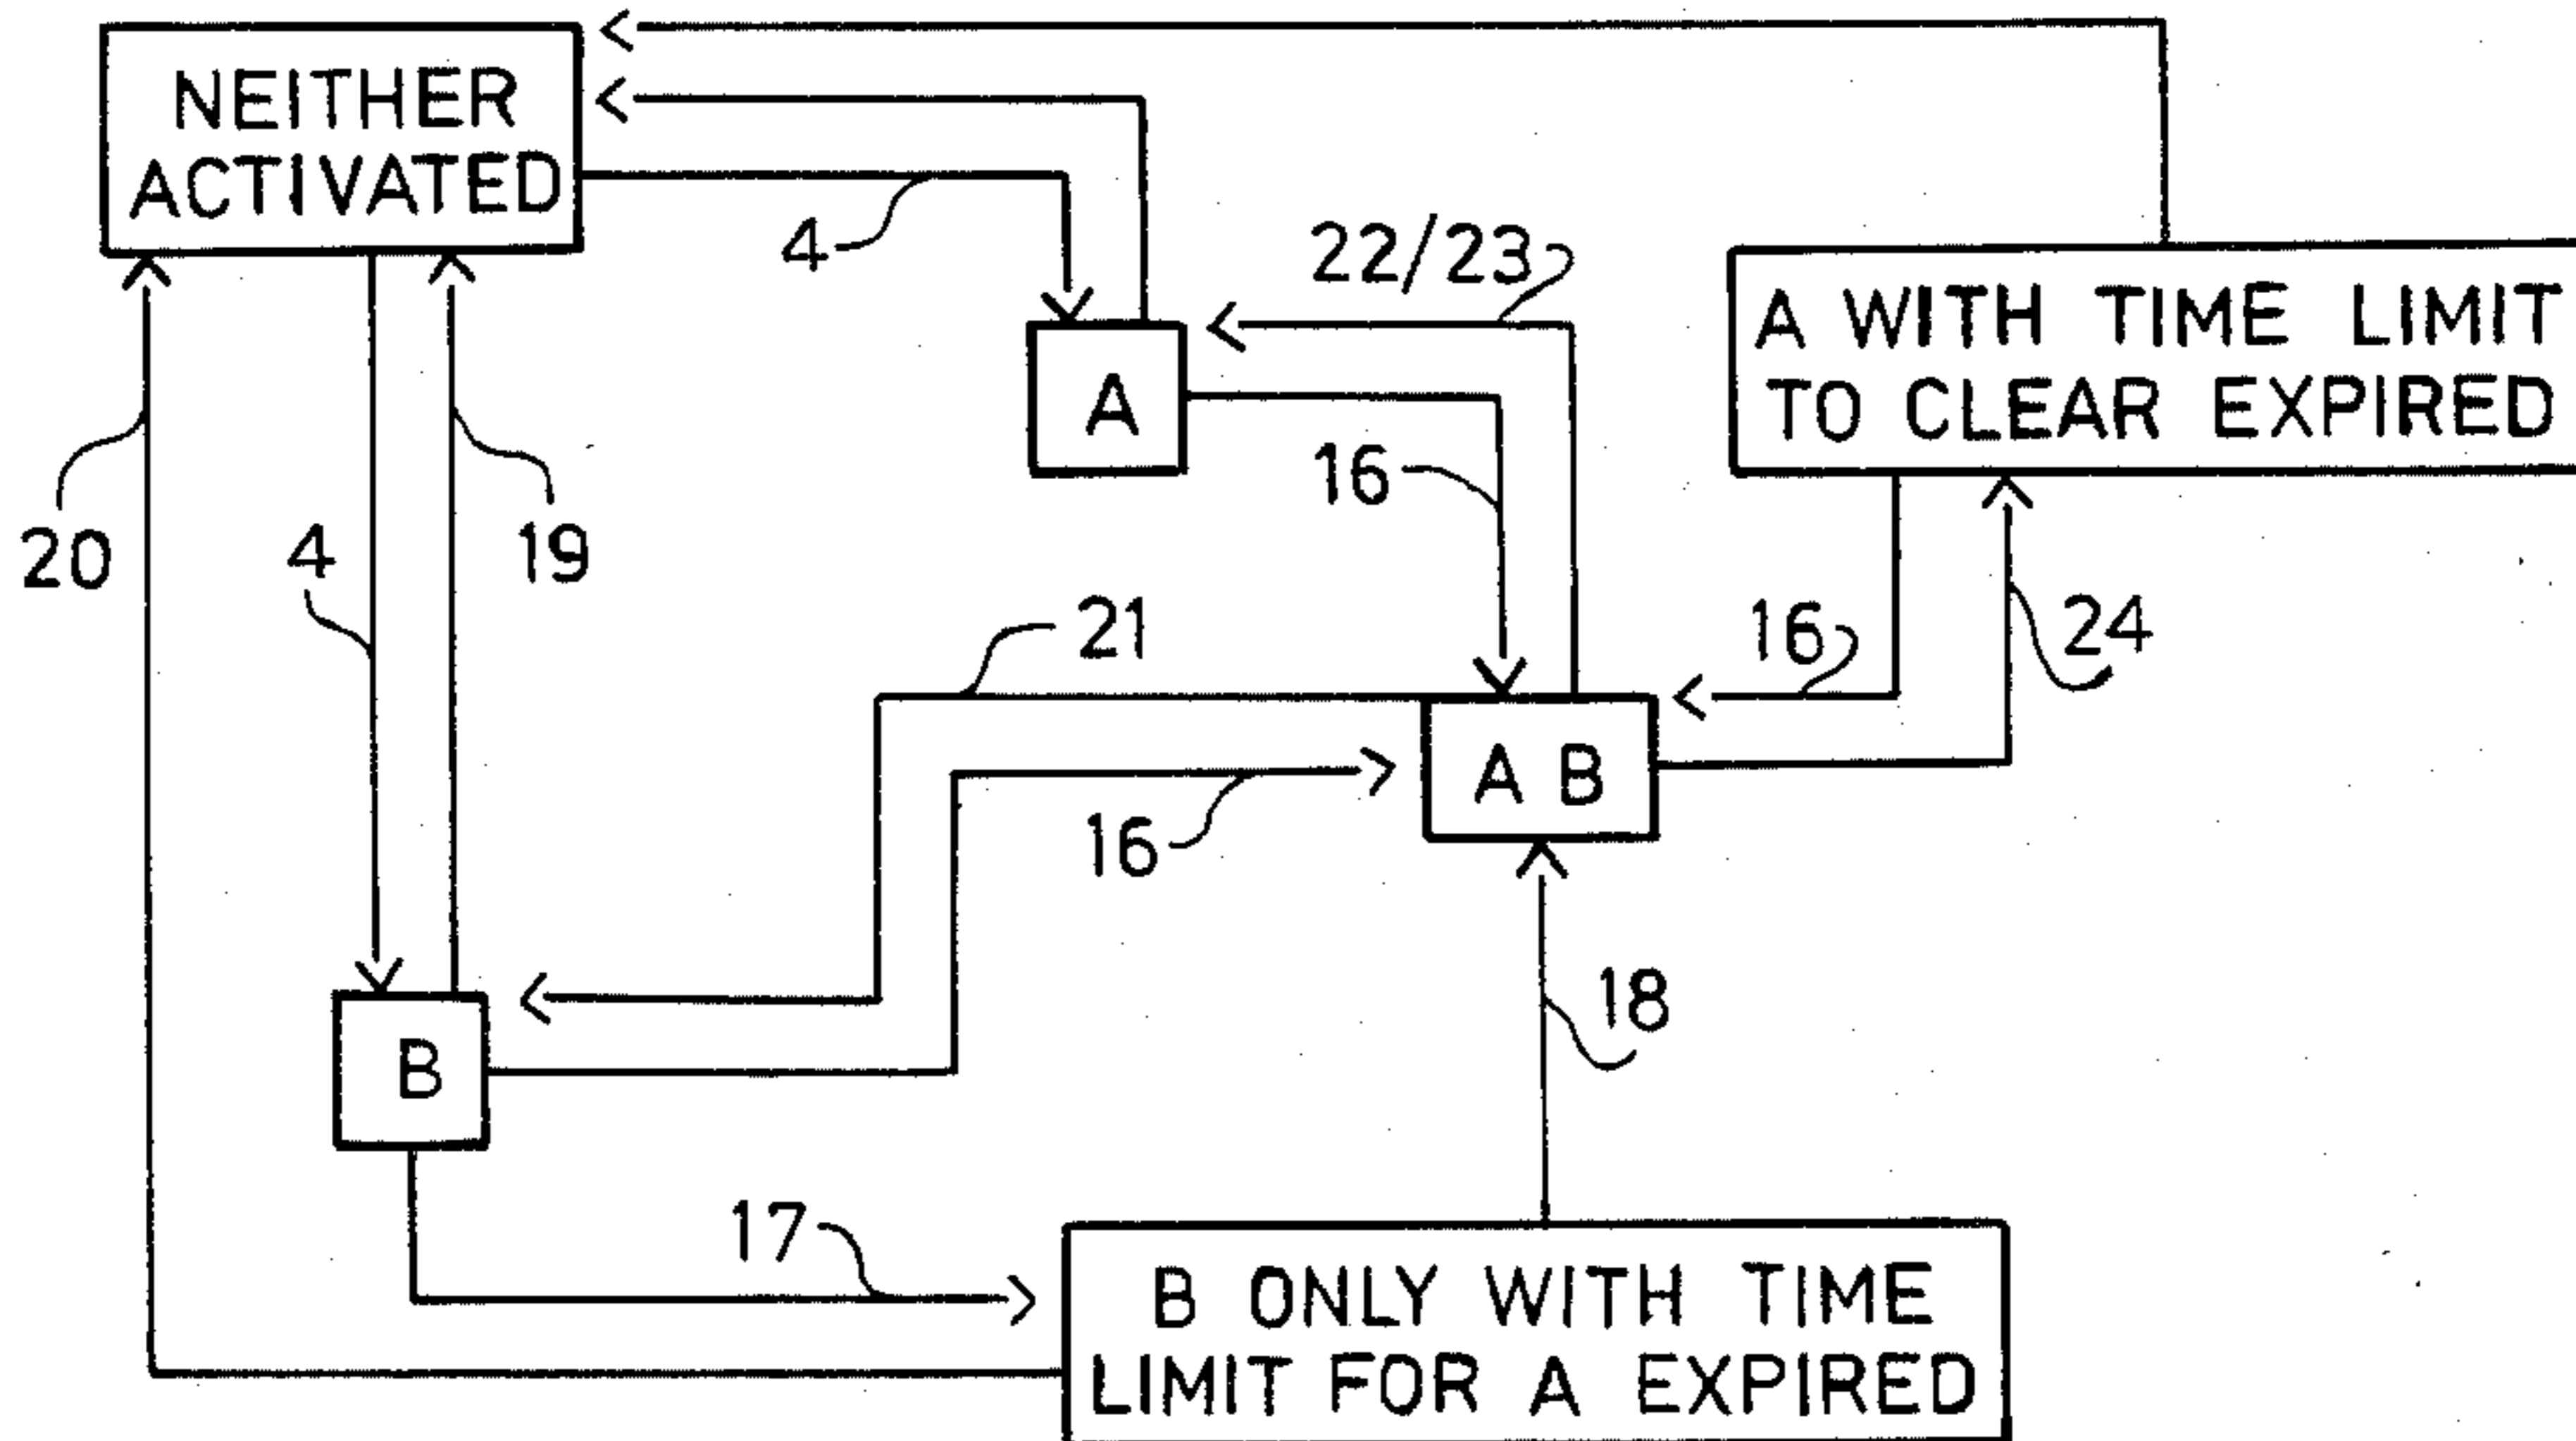 NEITHER
ACTIVATED
4
22/23
A WITH TIME LIMIT
TO CLEAR EXPIRED
A
16
20
4
19
21
16
24
A B
16
18
B
17
B ONLY WITH TIME
LIMIT FOR A EXPIRED